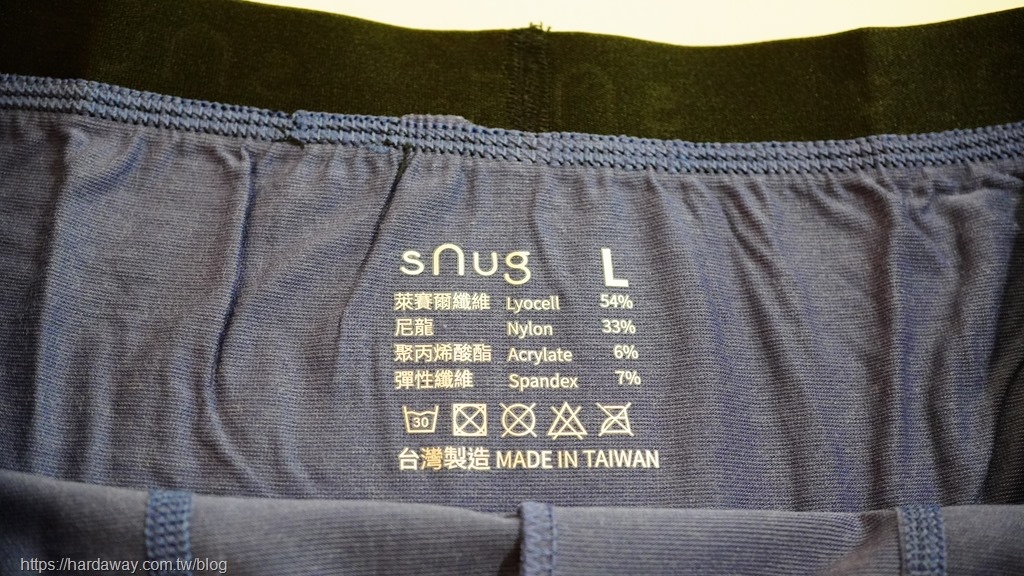 snug L
萊賽爾纖維 Lyocell 54%
尼龍 Nylon 33%
聚丙烯酸酯 Acrylate 6%
彈性纖維 Spandex 7%
30
台灣製造 MADE IN TAIWAN
https://hardaway.com.tw/blog